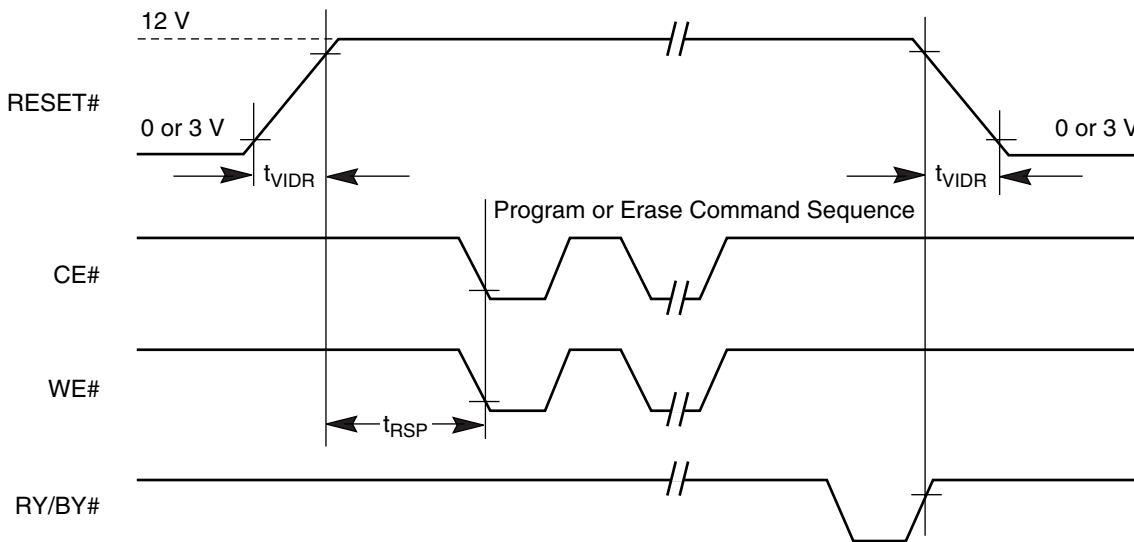 12 V
RESET#
0 or 3 V
0 or 3 V
tVIDR
tVIDR
Program or Erase Command Sequence
CE#
WE#
tRSP
RY/BY#